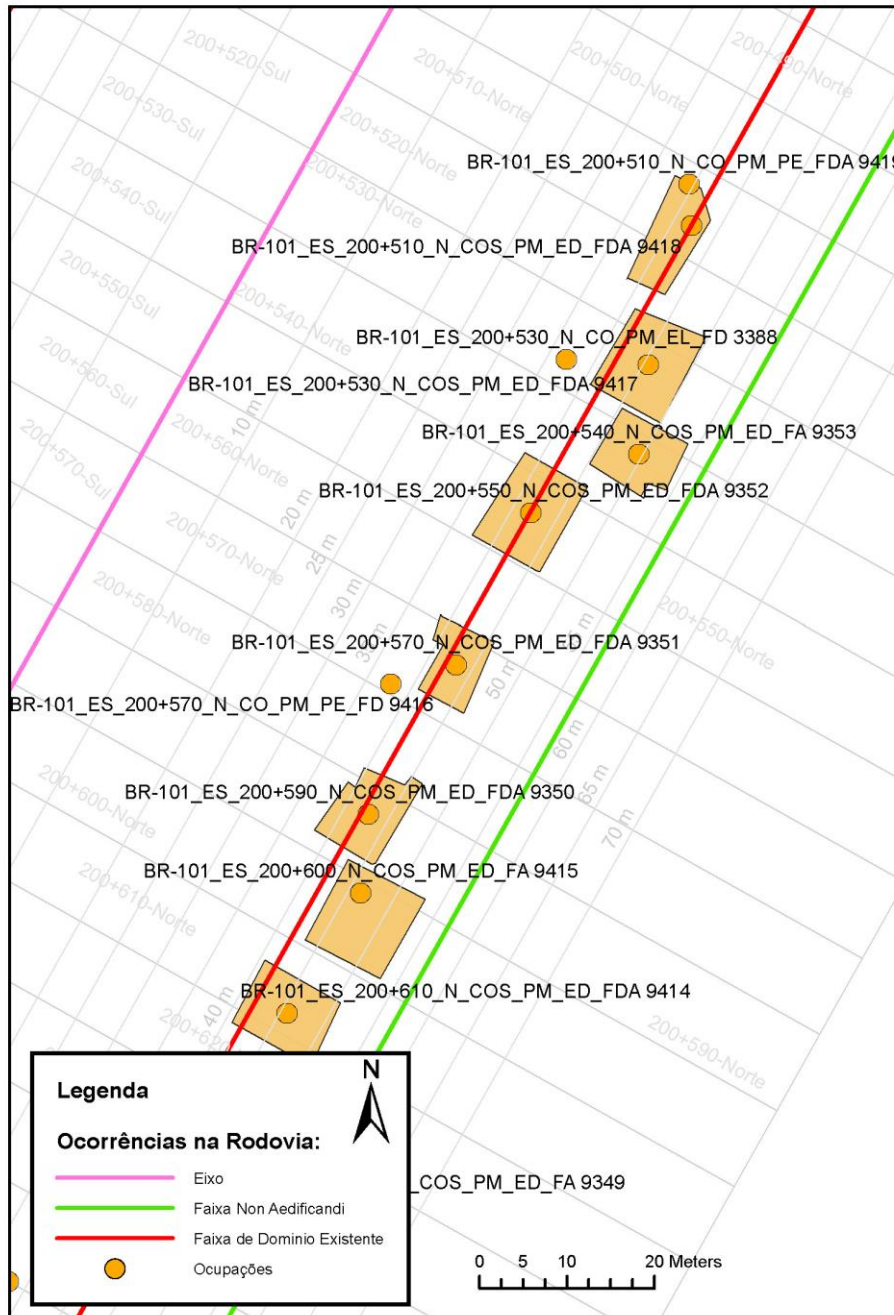 200+520-Sul
200+510-Norte
200+500-Norte
200+490-Norte
200+530-Sul
200+520-Norte
200+540-Sul
200+530-Norte
BR-101_ES_200+510_N_CO_PM_PE_FDA 9419
BR-101_ES_200+510_N_COS_PM_ED_FDA 9418
200+550-Sul
200+540-Norte
BR-101_ES_200+530_N_CO_PM_EL_FD 3388
200+560-Sul
BR-101_ES_200+530_N_COS_PM_ED_FDA 9417
10 m
200+570-Sul
200+560-Norte
BR-101_ES_200+540_N_COS_PM_ED_FA 9353
BR-101_ES_200+550_N_COS_PM_ED_FDA 9352
20 m
200+570-Norte
25 m
200+580-Norte
30 m
200+550-Norte
BR-101_ES_200+570_N_COS_PM_ED_FDA 9351
50 m
BR-101_ES_200+570_N_CO_PM_PE_FD 9416
60 m
200+600-Norte
BR-101_ES_200+590_N_COS_PM_ED_FDA 9350
65 m
70 m
BR-101_ES_200+600_N_COS_PM_ED_FA 9415
200+610-Norte
BR-101_ES_200+610_N_COS_PM_ED_FDA 9414
40 m
200+590-Norte
Legenda
N
Ocorrências na Rodovia:
Eixo
Faixa Non Aedificandi
Faixa de Dominio Existente
Ocupações
_COS_PM_ED_FA 9349
0 5 10 20 Meters